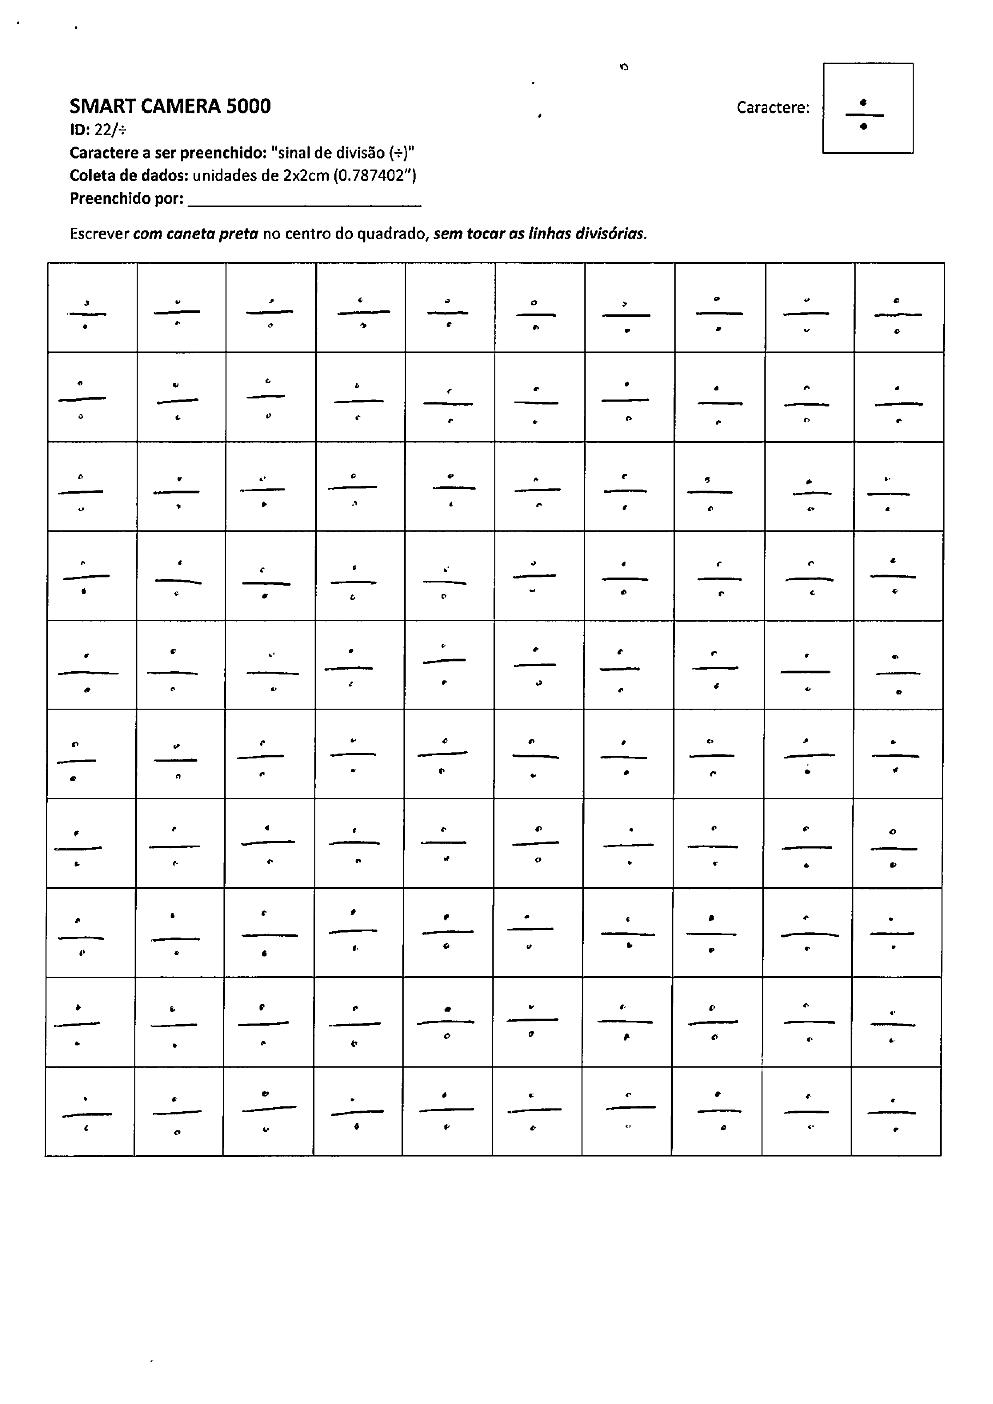 SMART CAMERA 5000
ID: 22/÷
Caractere a ser preenchido: "sinal de divisão (÷)"
Coleta de dados: unidades de 2x2cm (0.787402")
Preenchido por: __________________________
Caractere: ÷
Escrever com caneta preta no centro do quadrado, sem tocar as linhas divisórias.
÷ ÷ ÷ ÷ ÷ ÷ ÷ ÷ ÷ ÷
÷ ÷ ÷ ÷ ÷ ÷ ÷ ÷ ÷ ÷
÷ ÷ ÷ ÷ ÷ ÷ ÷ ÷ ÷ ÷
÷ ÷ ÷ ÷ ÷ ÷ ÷ ÷ ÷ ÷
÷ ÷ ÷ ÷ ÷ ÷ ÷ ÷ ÷ ÷
÷ ÷ ÷ ÷ ÷ ÷ ÷ ÷ ÷ ÷
÷ ÷ ÷ ÷ ÷ ÷ ÷ ÷ ÷ ÷
÷ ÷ ÷ ÷ ÷ ÷ ÷ ÷ ÷ ÷
÷ ÷ ÷ ÷ ÷ ÷ ÷ ÷ ÷ ÷
÷ ÷ ÷ ÷ ÷ ÷ ÷ ÷ ÷ ÷